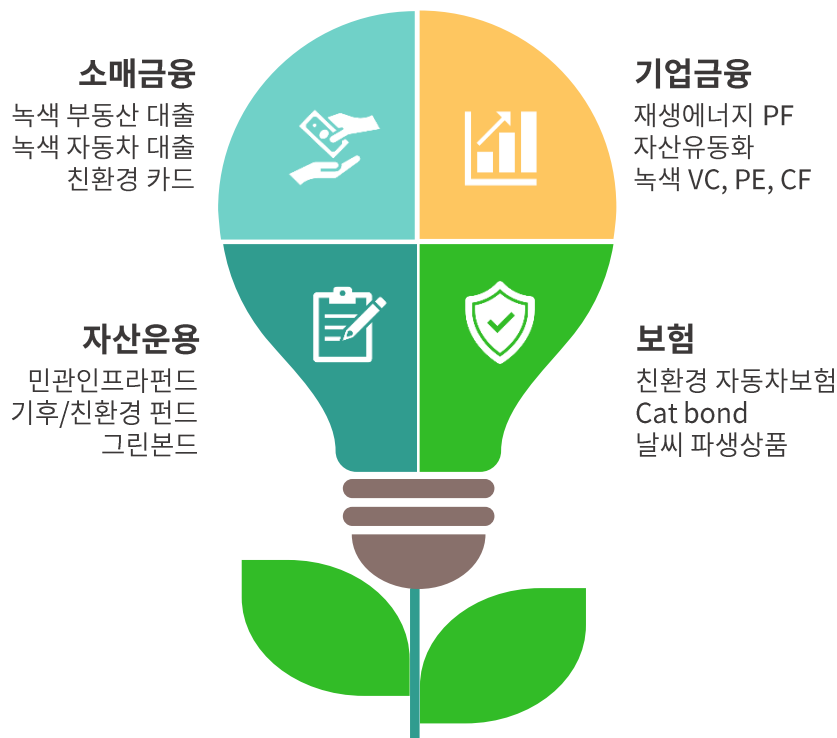 소매금융
녹색 부동산 대출
녹색 자동차 대출
친환경 카드
기업금융
재생에너지 PF
자산유동화
녹색 VC, PE, CF
자산운용
민관인프라펀드
기후/친환경 펀드
그린본드
보험
친환경 자동차보험
Cat bond
날씨 파생상품